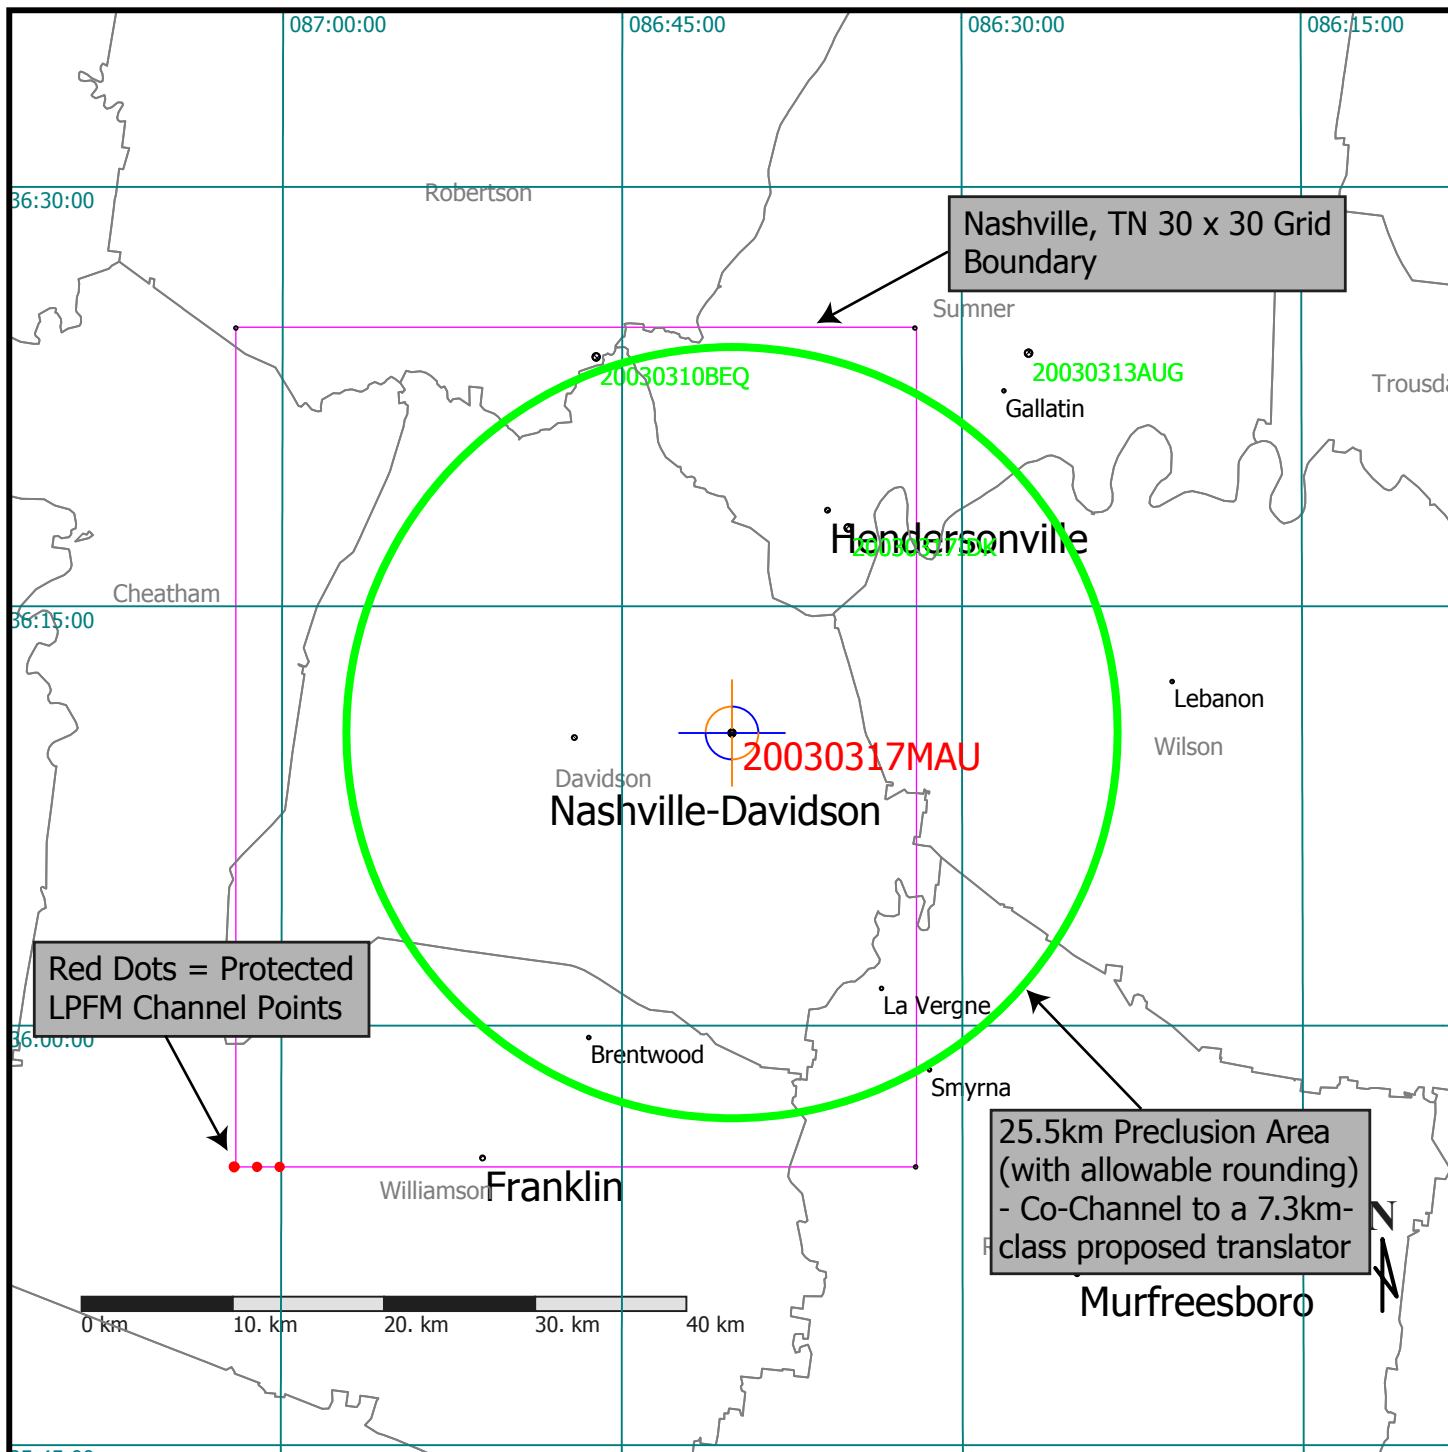 087:00:00
086:45:00
086:30:00
086:15:00
36:30:00
Robertson
Nashville, TN 30 x 30 Grid
Boundary
Sumner
20030310BEQ
20030313AUG
Gallatin
Trousda
Hendersonville
Cheatham
36:15:00
Lebanon
Wilson
20030317MAU
Davidson
Nashville-Davidson
Red Dots = Protected
LPFM Channel Points
La Vergne
36:00:00
Brentwood
Smyrna
25.5km Preclusion Area
(with allowable rounding)
- Co-Channel to a 7.3km-
class proposed translator
Franklin
Williamson
N
Murfreesboro
0 km
10. km
20. km
30. km
40 km